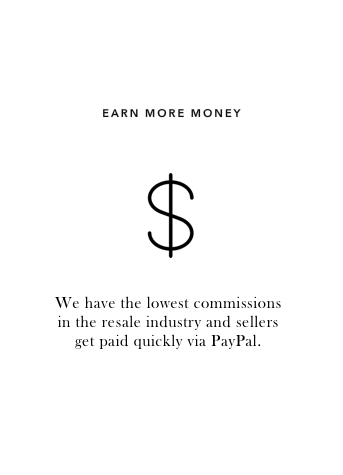 EARN MORE MONEY
$
We have the lowest commissions
in the resale industry and sellers
get paid quickly via PayPal.